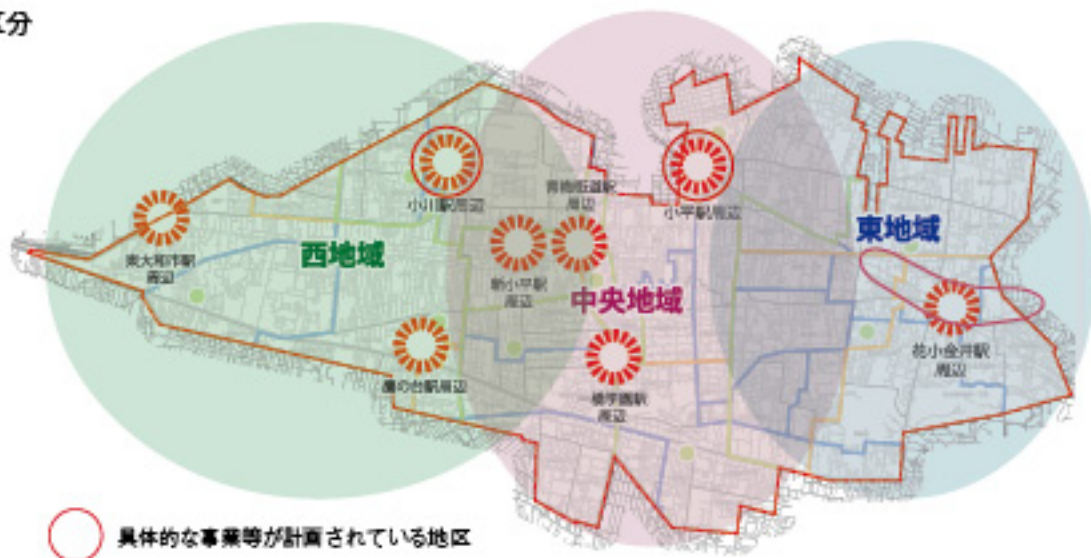 区分
小川駅周辺
青梅街道駅
周辺
小平駅周辺
東大和市駅
周辺
西地域
新小平駅
周辺
中央地域
東地域
鷹の台駅周辺
一橋学園駅
周辺
花小金井駅
周辺
具体的な事業等が計画されている地区